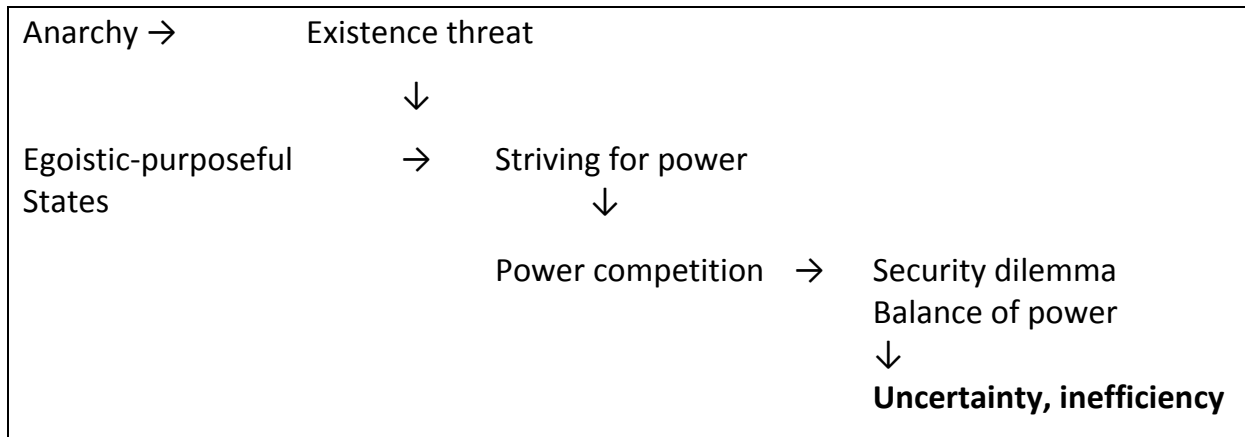 Anarchy → Existence threat
↓
Egoistic-purposeful → Striving for power
States ↓
Power competition → Security dilemma
Balance of power
↓
Uncertainty, inefficiency